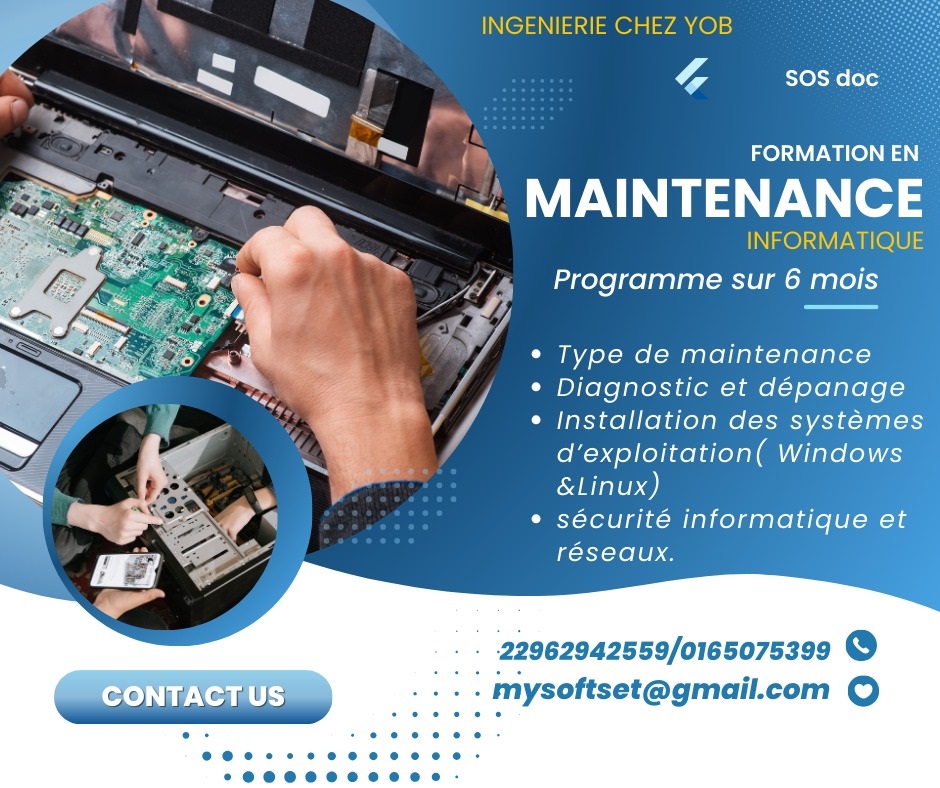 INGENIERIE CHEZ YOB
SOS doc
FORMATION EN
MAINTENANCE
INFORMATIQUE
Programme sur 6 mois
• Type de maintenance
• Diagnostic et dépanage
• Installation des systèmes
d'exploitation( Windows
&Linux)
• sécurité informatique et
réseaux.
22962942559/0165075399
mysoftset@gmail.com
CONTACT US